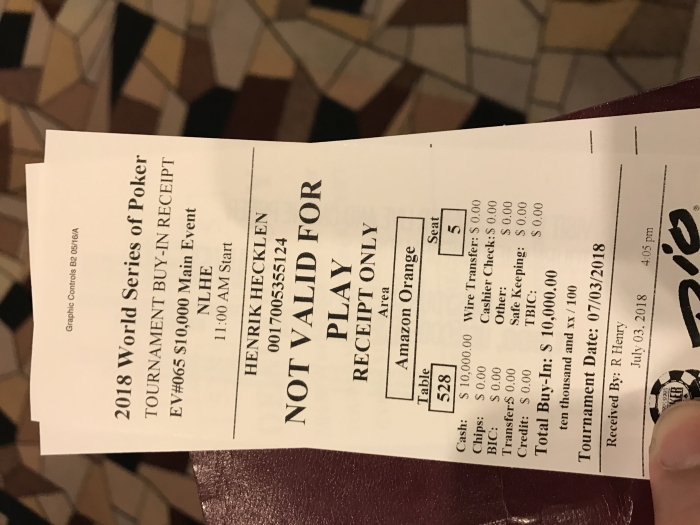 Graphic Controls B2 05/16/A
2018 World Series of Poker
TOURNAMENT BUY-IN RECEIPT
EV#065 $10,000 Main Event
NLHE
11:00 AM Start
HENRIK HECKLEN
0017005355124
NOT VALID FOR
PLAY
RECEIPT ONLY
Area
Amazon Orange
Table Seat
528 5
Cash: $ 10,000.00 Wire Transfer: $ 0.00
Chips: $ 0.00 Cashier Check: $ 0.00
BIC: $ 0.00 Other: $ 0.00
Transfer$ 0.00 Safe Keeping: $ 0.00
Credit: $ 0.00 TBIC: $ 0.00
Total Buy-In: $ 10,000.00
ten thousand and xx / 100
Tournament Date: 07/03/2018
Received By: R Henry
July 03, 2018 4:05 pm
Rio